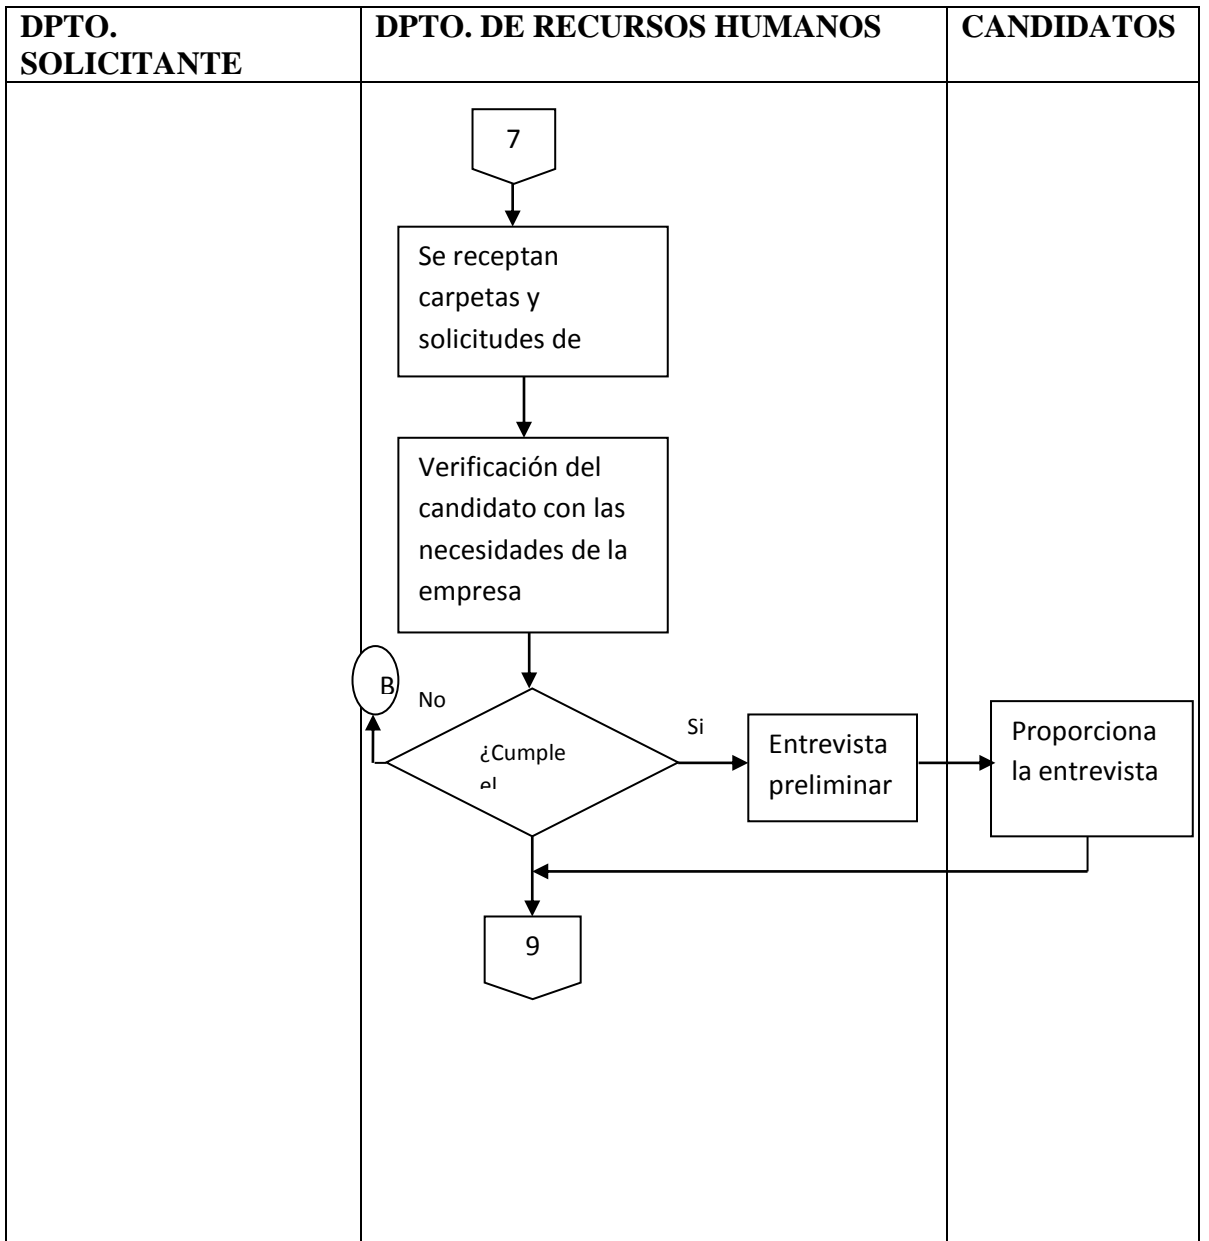 DPTO.
SOLICITANTE
DPTO. DE RECURSOS HUMANOS
CANDIDATOS
7
Se receptan
carpetas y
solicitudes de
Verificación del
candidato con las
necesidades de la
empresa
B
No
¿Cumple
el
Si
Entrevista
preliminar
Proporciona
la entrevista
9